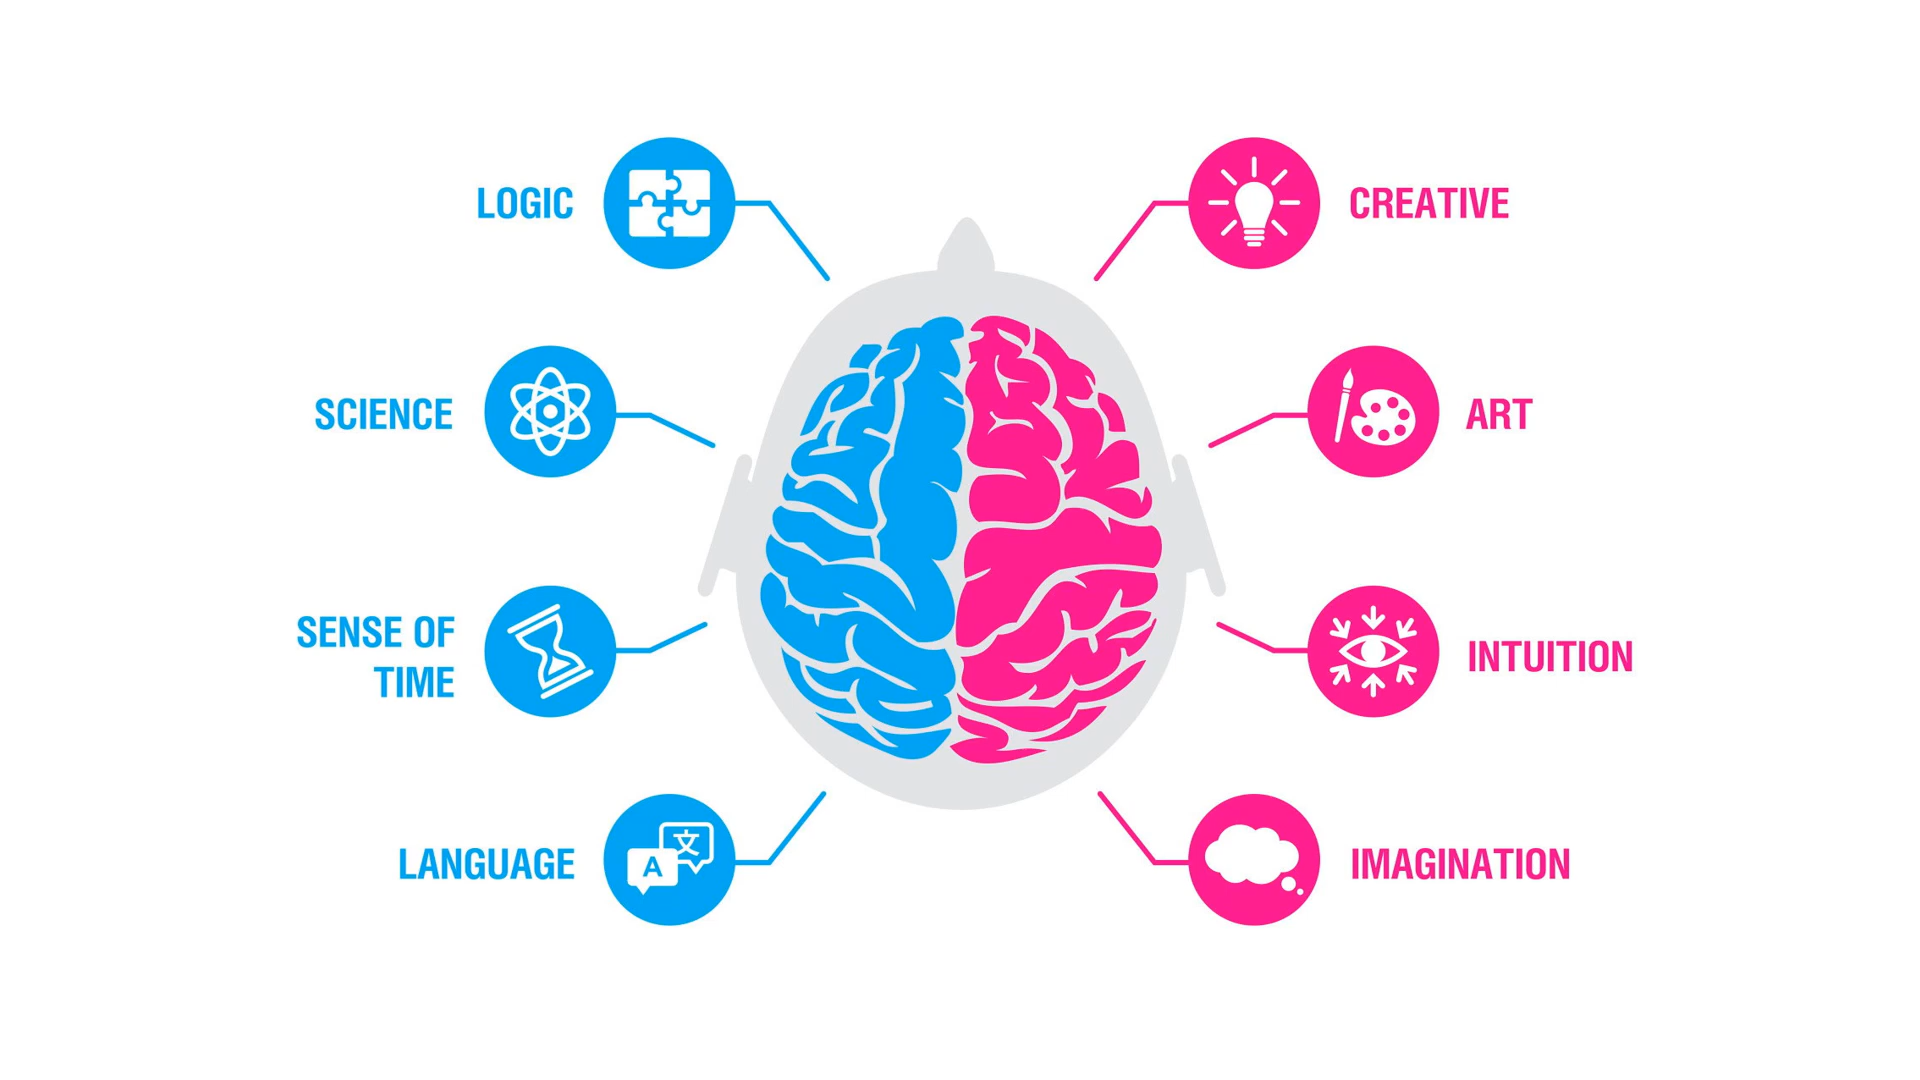 LOGIC
CREATIVE
SCIENCE
ART
SENSE OF
TIME
INTUITION
LANGUAGE
A
文
IMAGINATION